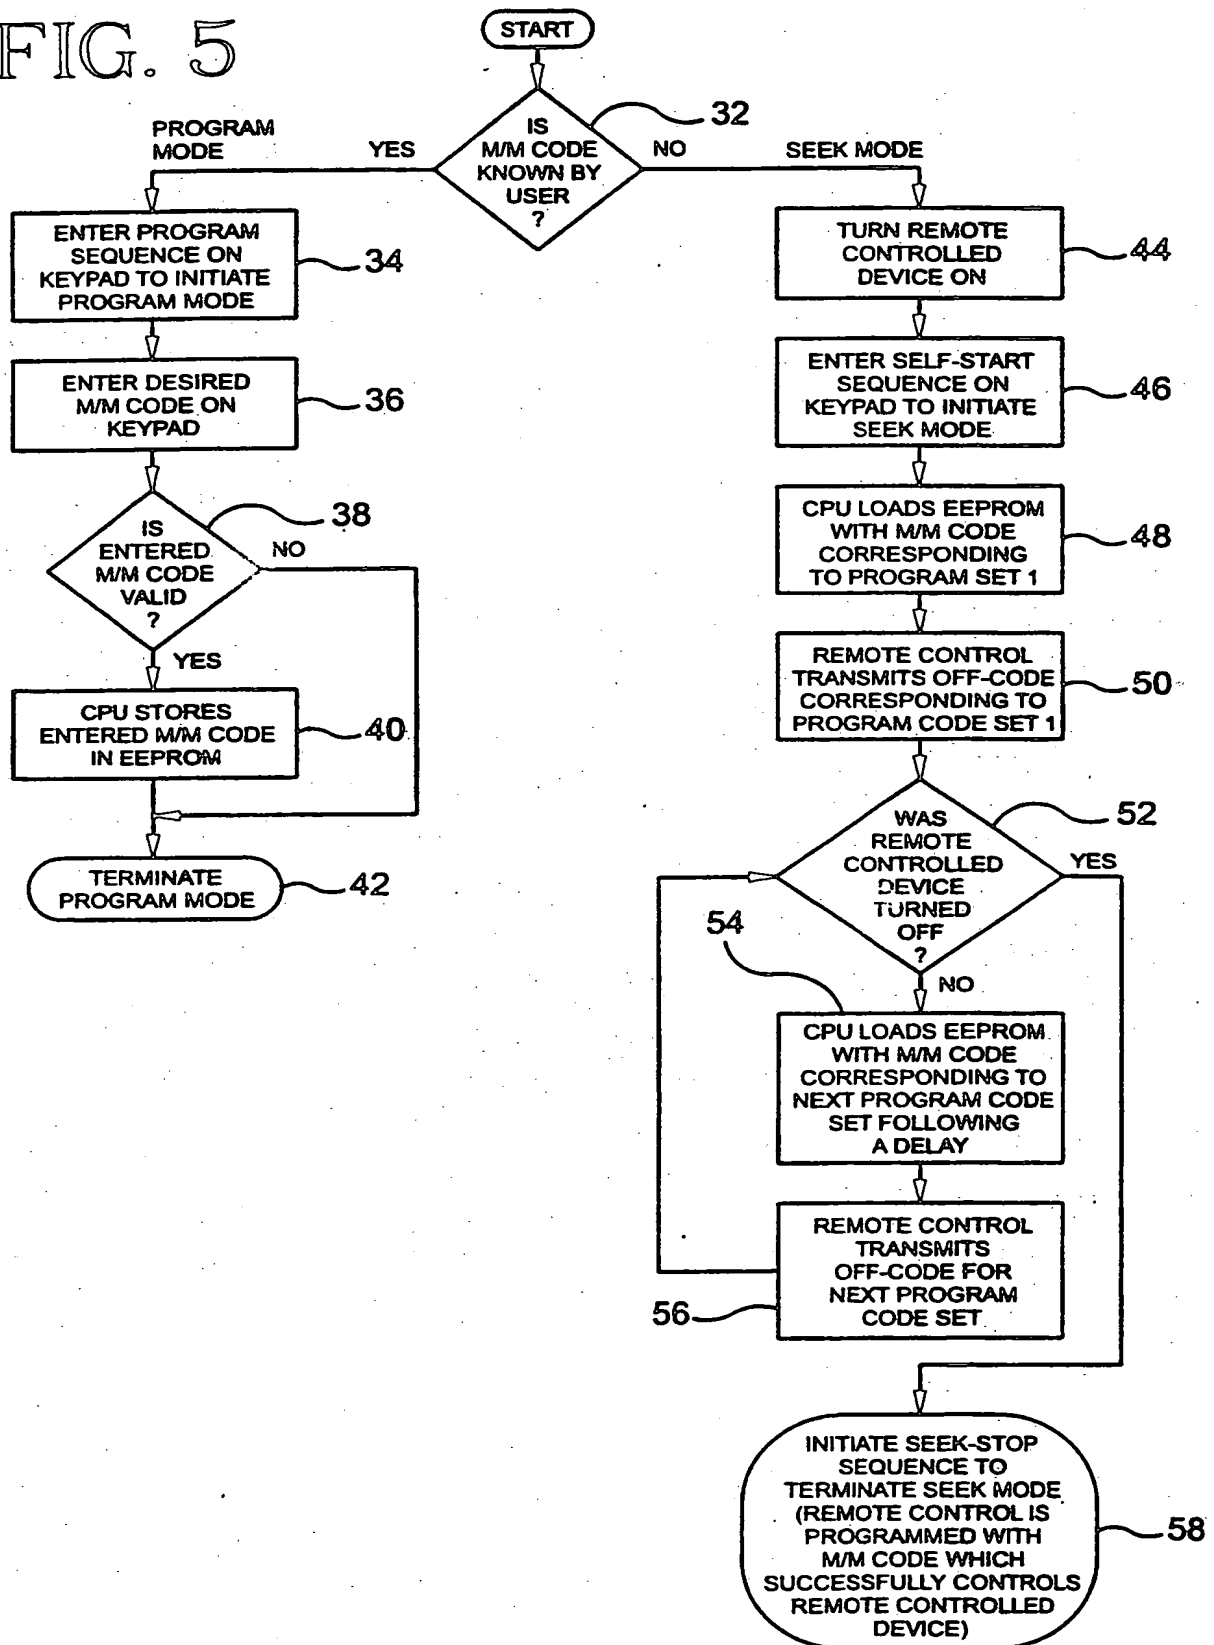 FIG. 5
START
IS
M/M CODE
KNOWN BY
USER
?
32
PROGRAM
MODE
YES
NO
SEEK MODE
ENTER PROGRAM
SEQUENCE ON
KEYPAD TO INITIATE
PROGRAM MODE
34
ENTER DESIRED
M/M CODE ON
KEYPAD
36
IS
ENTERED
M/M CODE
VALID
?
38
NO
YES
CPU STORES
ENTERED M/M CODE
IN EEPROM
40
TERMINATE
PROGRAM MODE
42
TURN REMOTE
CONTROLLED
DEVICE ON
44
ENTER SELF-START
SEQUENCE ON
KEYPAD TO INITIATE
SEEK MODE
46
CPU LOADS EEPROM
WITH M/M CODE
CORRESPONDING
TO PROGRAM SET 1
48
REMOTE CONTROL
TRANSMITS OFF-CODE
CORRESPONDING TO
PROGRAM CODE SET 1
50
WAS
REMOTE
CONTROLLED
DEVICE
TURNED
OFF
?
52
YES
NO
54
CPU LOADS EEPROM
WITH M/M CODE
CORRESPONDING TO
NEXT PROGRAM CODE
SET FOLLOWING
A DELAY
REMOTE CONTROL
TRANSMITS
OFF-CODE FOR
NEXT PROGRAM
CODE SET
56
INITIATE SEEK-STOP
SEQUENCE TO
TERMINATE SEEK MODE
(REMOTE CONTROL IS
PROGRAMMED WITH
M/M CODE WHICH
SUCCESSFULLY CONTROLS
REMOTE CONTROLLED
DEVICE)
58